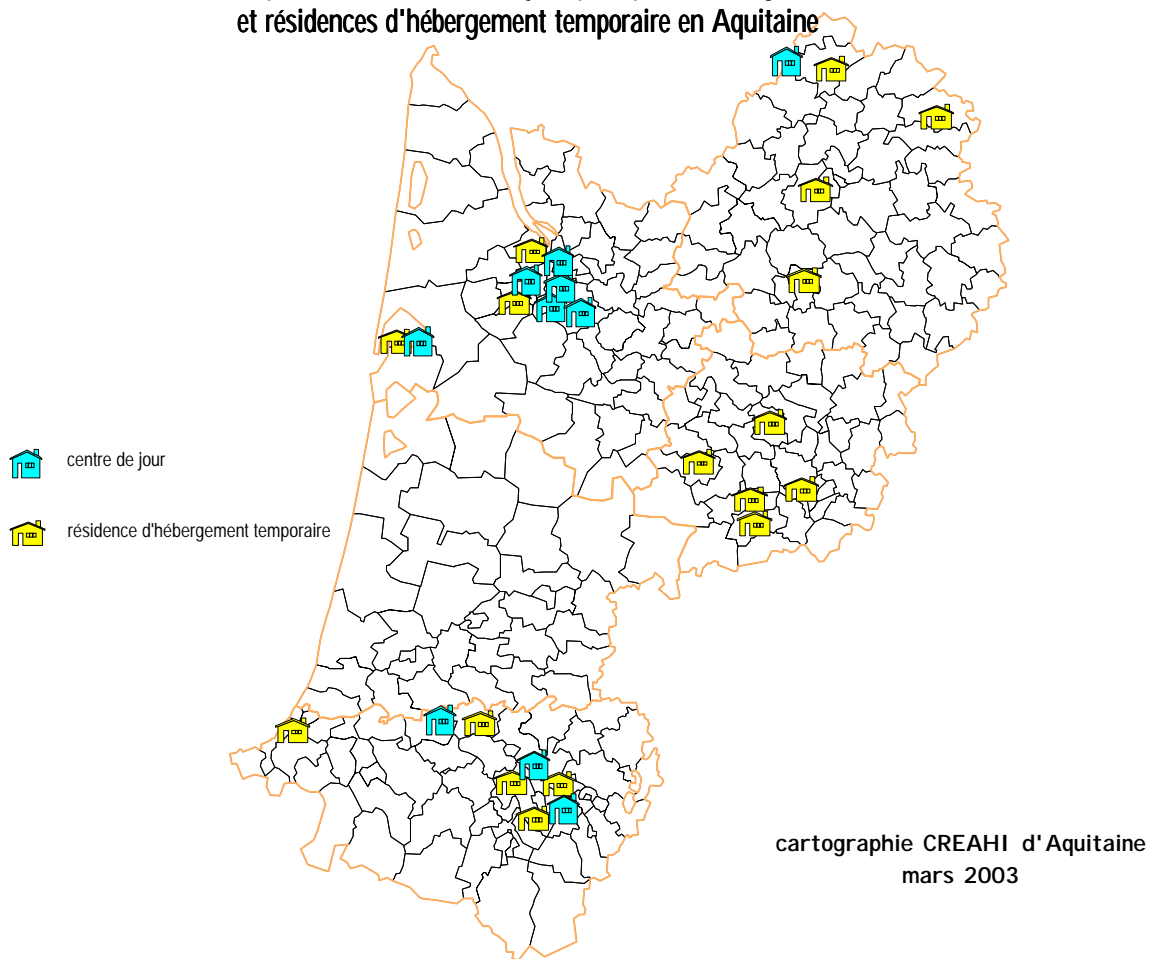 et résidences d'hébergement temporaire en Aquitaine
centre de jour
résidence d'hébergement temporaire
cartographie CREAHI d'Aquitaine
mars 2003